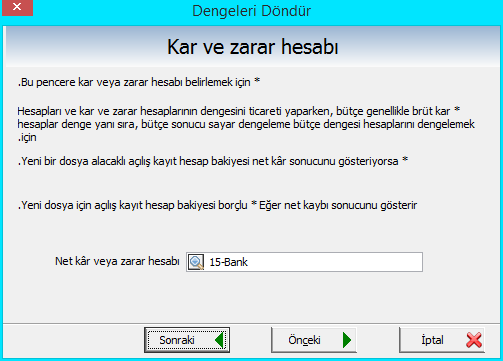 Dengeleri Döndür
Kar ve zarar hesabı
.Bu pencere kar veya zarar hesabı belirlemek için *
Hesapları ve kar ve zarar hesaplarının dengesini ticareti yaparken, bütçe genellikle brüt kar *
hesaplar denge yanı sıra, bütçe sonucu sayar dengeleme bütçe dengesi hesaplarını dengelemek
.için
.Yeni bir dosya alacaklı açılış kayıt hesap bakiyesi net kâr sonucunu gösteriyorsa *
.Yeni dosya için açılış kayıt hesap bakiyesi borçlu * Eğer net kaybı sonucunu gösterir
Net kâr veya zarar hesabı 15-Bank
Sonraki Önceki İptal